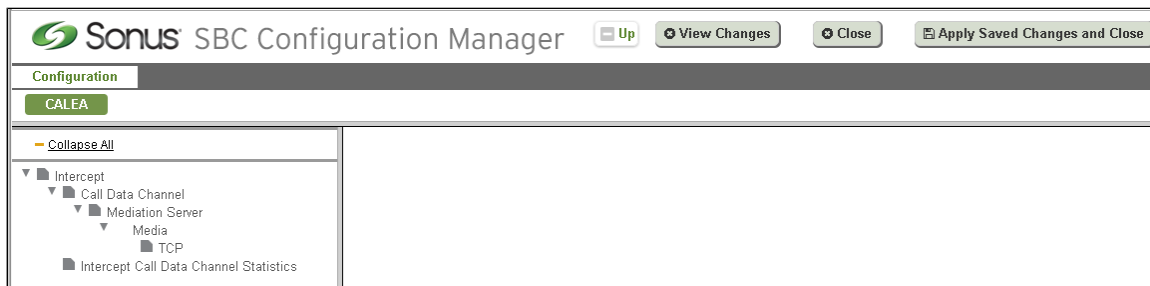 Sonus SBC Configuration Manager Up View Changes Close Apply Saved Changes and Close
Configuration
CALEA
Collapse All
Intercept
Call Data Channel
Mediation Server
Media
TCP
Intercept Call Data Channel Statistics